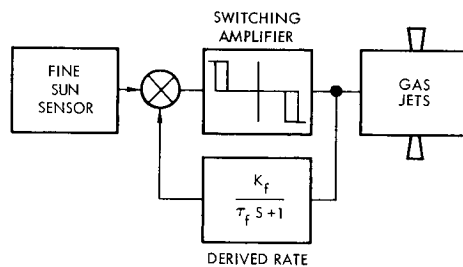 SWITCHING
AMPLIFIER
FINE
SUN
SENSOR
GAS
JETS
K_f
τ_f S+1
DERIVED RATE